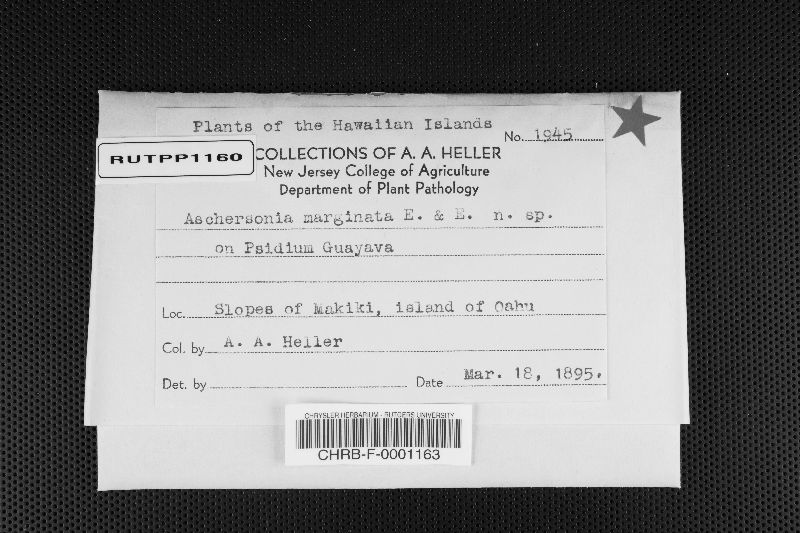 Plants of the Hawaiian Islands
No. 1945
RUTPP1160
COLLECTIONS OF A. A. HELLER
New Jersey College of Agriculture
Department of Plant Pathology
Aschersonia marginata E. & E. n. sp.
on Psidium Guayava
Loc. Slopes of Makiki, island of Oahu
Col. by A. A. Heller
Det. by
Date Mar. 18, 1895.
CHRYSLER HERBARIUM - RUTGERS UNIVERSITY
CHRB-F-0001163